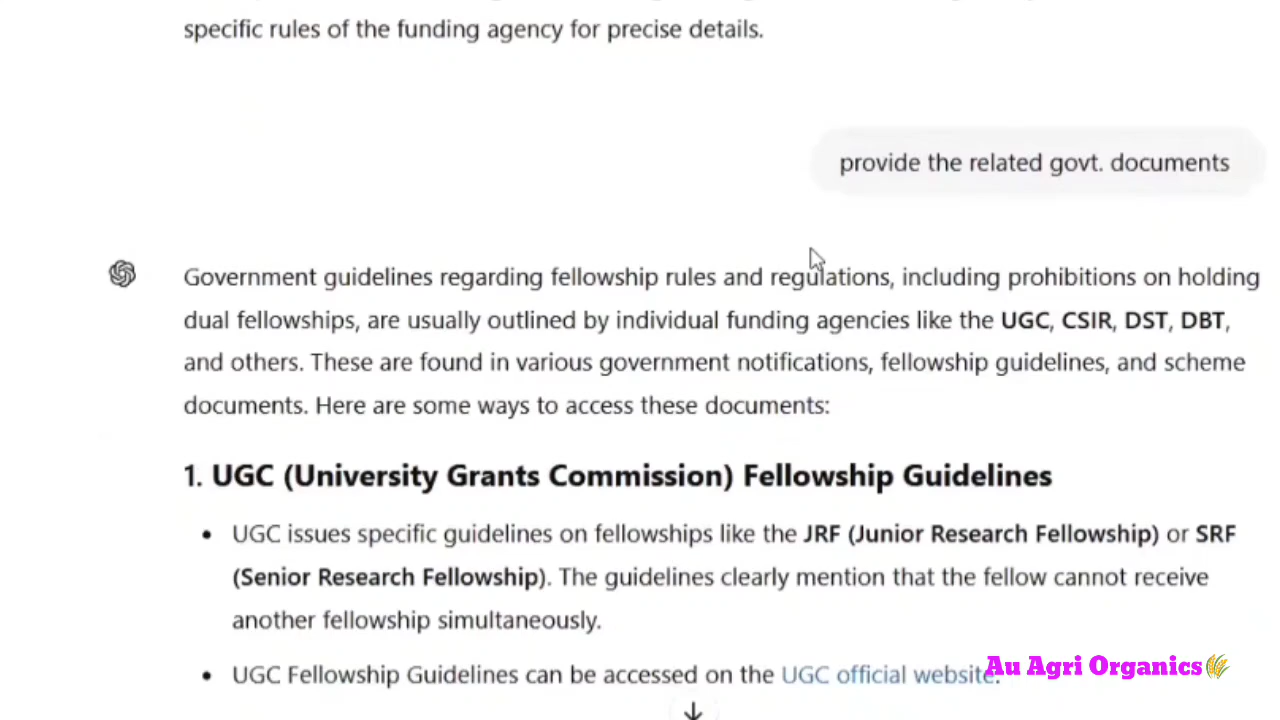 specific rules of the funding agency for precise details.
provide the related govt. documents
Government guidelines regarding fellowship rules and regulations, including prohibitions on holding
dual fellowships, are usually outlined by individual funding agencies like the UGC, CSIR, DST, DBT,
and others. These are found in various government notifications, fellowship guidelines, and scheme
documents. Here are some ways to access these documents:
1. UGC (University Grants Commission) Fellowship Guidelines
• UGC issues specific guidelines on fellowships like the JRF (Junior Research Fellowship) or SRF
(Senior Research Fellowship). The guidelines clearly mention that the fellow cannot receive
another fellowship simultaneously.
• UGC Fellowship Guidelines can be accessed on the UGC official website.
Au Agri Organics